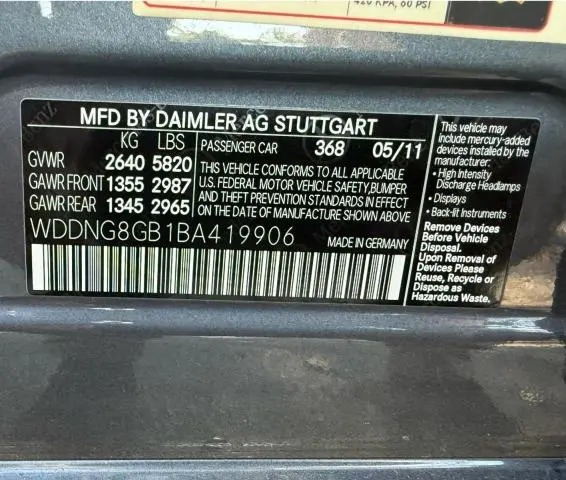 420 KPA, 60 PSI
MFD BY DAIMLER AG STUTTGART
KG LBS
GVWR 2640 5820
GAWR FRONT 1355 2987
GAWR REAR 1345 2965
PASSENGER CAR 368 05/11
THIS VEHICLE CONFORMS TO ALL APPLICABLE
U.S. FEDERAL MOTOR VEHICLE SAFETY,BUMPER
AND THEFT PREVENTION STANDARDS IN EFFECT
ON THE DATE OF MANUFACTURE SHOWN ABOVE
WDDNG8GB1BA419906
MADE IN GERMANY
This vehicle may
include mercury-added
devices installed by the
manufacturer:
• High Intensity
Discharge Headlamps
• Displays
• Back-lit Instruments
Remove Devices
Before Vehicle
Disposal.
Upon Removal of
Devices Please
Reuse, Recycle or
Dispose as
Hazardous Waste.